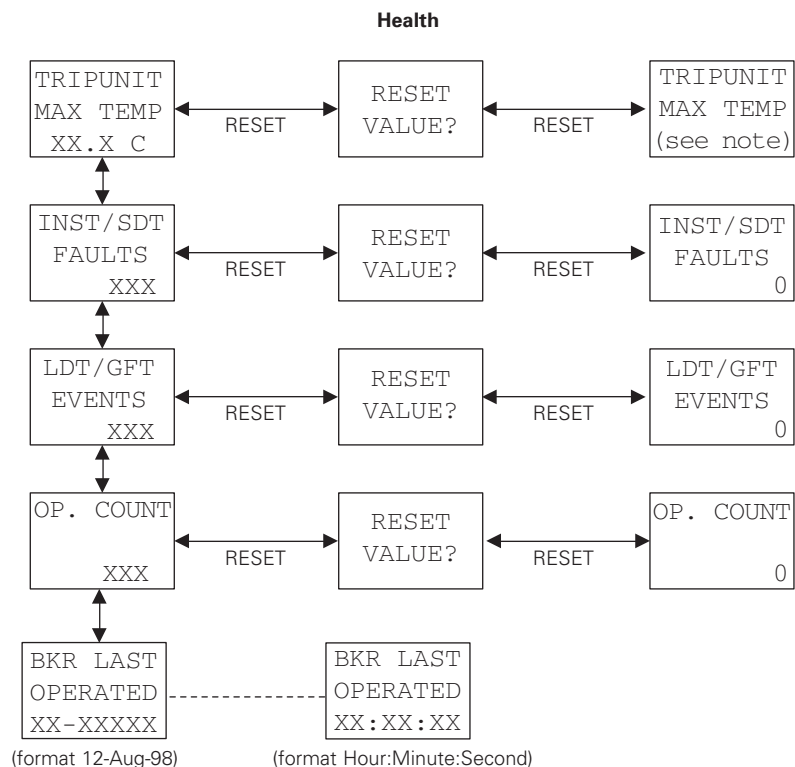 Health
TRIPUNIT
MAX TEMP
XX.X C
RESET
RESET
VALUE?
RESET
TRIPUNIT
MAX TEMP
(see note)
INST/SDT
FAULTS
XXX
RESET
RESET
VALUE?
RESET
INST/SDT
FAULTS
0
LDT/GFT
EVENTS
XXX
RESET
RESET
VALUE?
RESET
LDT/GFT
EVENTS
0
OP. COUNT
XXX
RESET
RESET
VALUE?
RESET
OP. COUNT
0
BKR LAST
OPERATED
XX-XXXXX
(format 12-Aug-98)
BKR LAST
OPERATED
XX:XX:XX
(format Hour:Minute:Second)